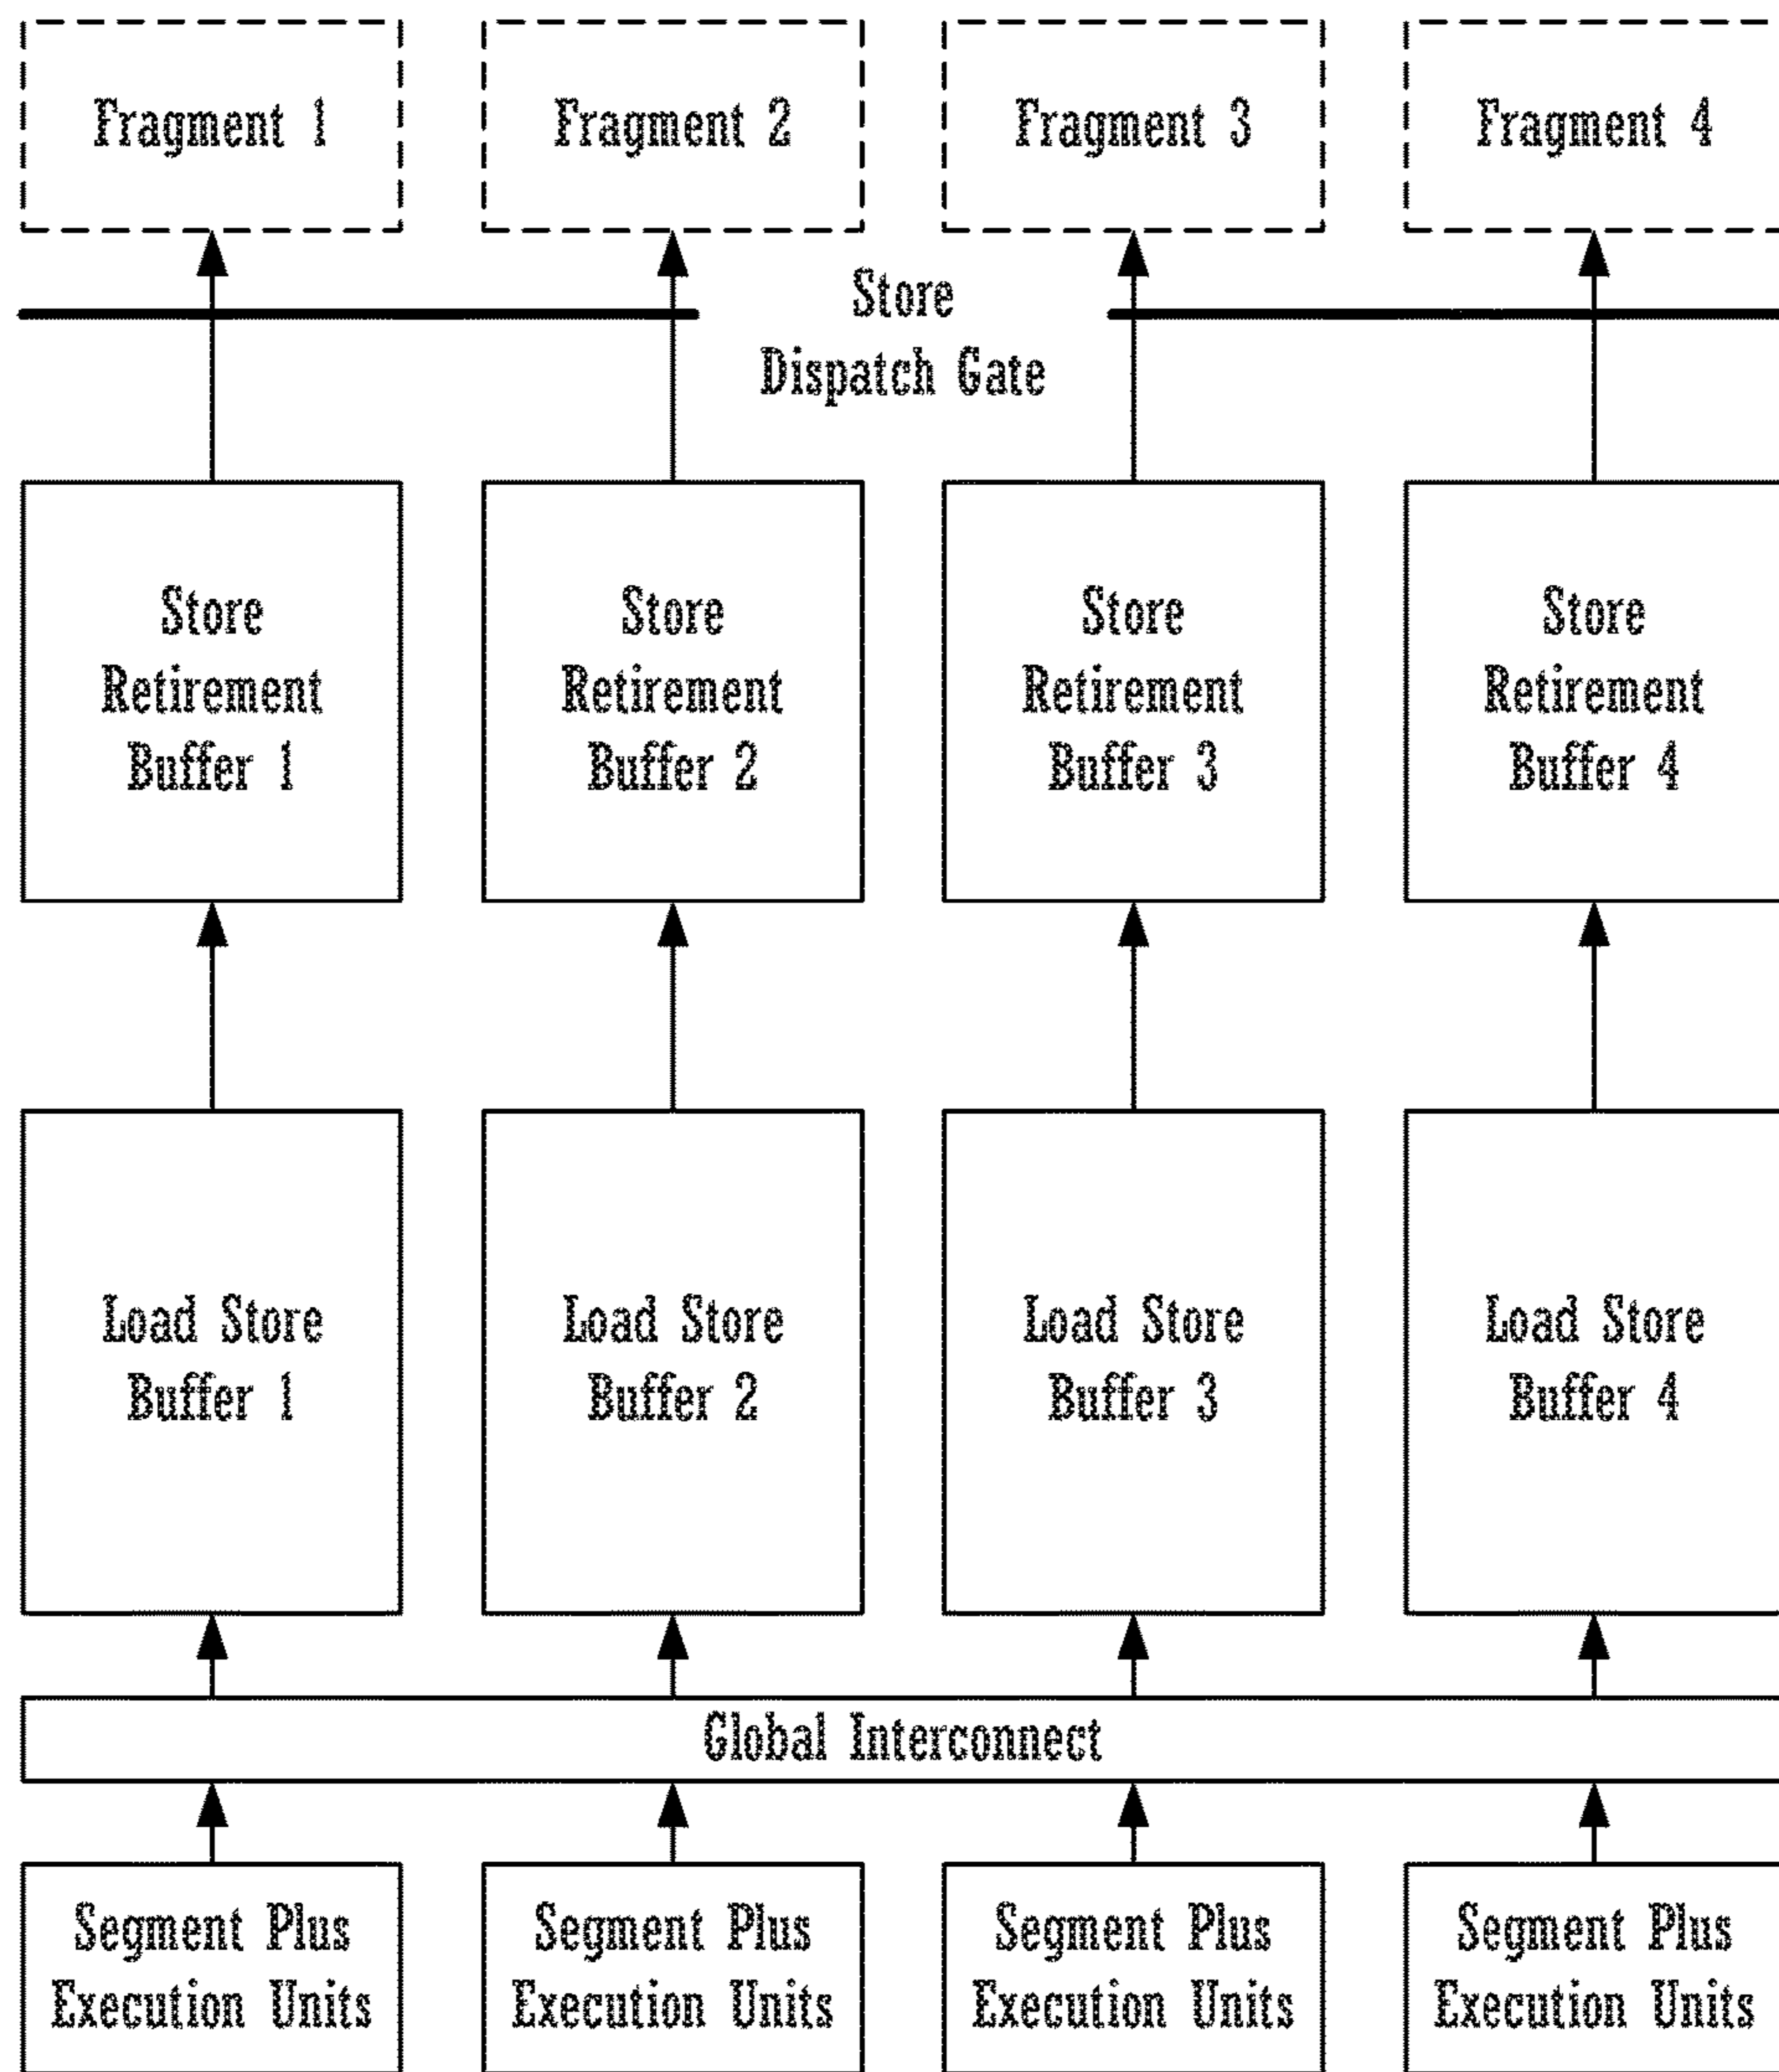 Fragment 1
Fragment 2
Fragment 3
Fragment 4
Store
Dispatch Gate
Store
Retirement
Buffer 1
Store
Retirement
Buffer 2
Store
Retirement
Buffer 3
Store
Retirement
Buffer 4
Load Store
Buffer 1
Load Store
Buffer 2
Load Store
Buffer 3
Load Store
Buffer 4
Global Interconnect
Segment Plus
Execution Units
Segment Plus
Execution Units
Segment Plus
Execution Units
Segment Plus
Execution Units